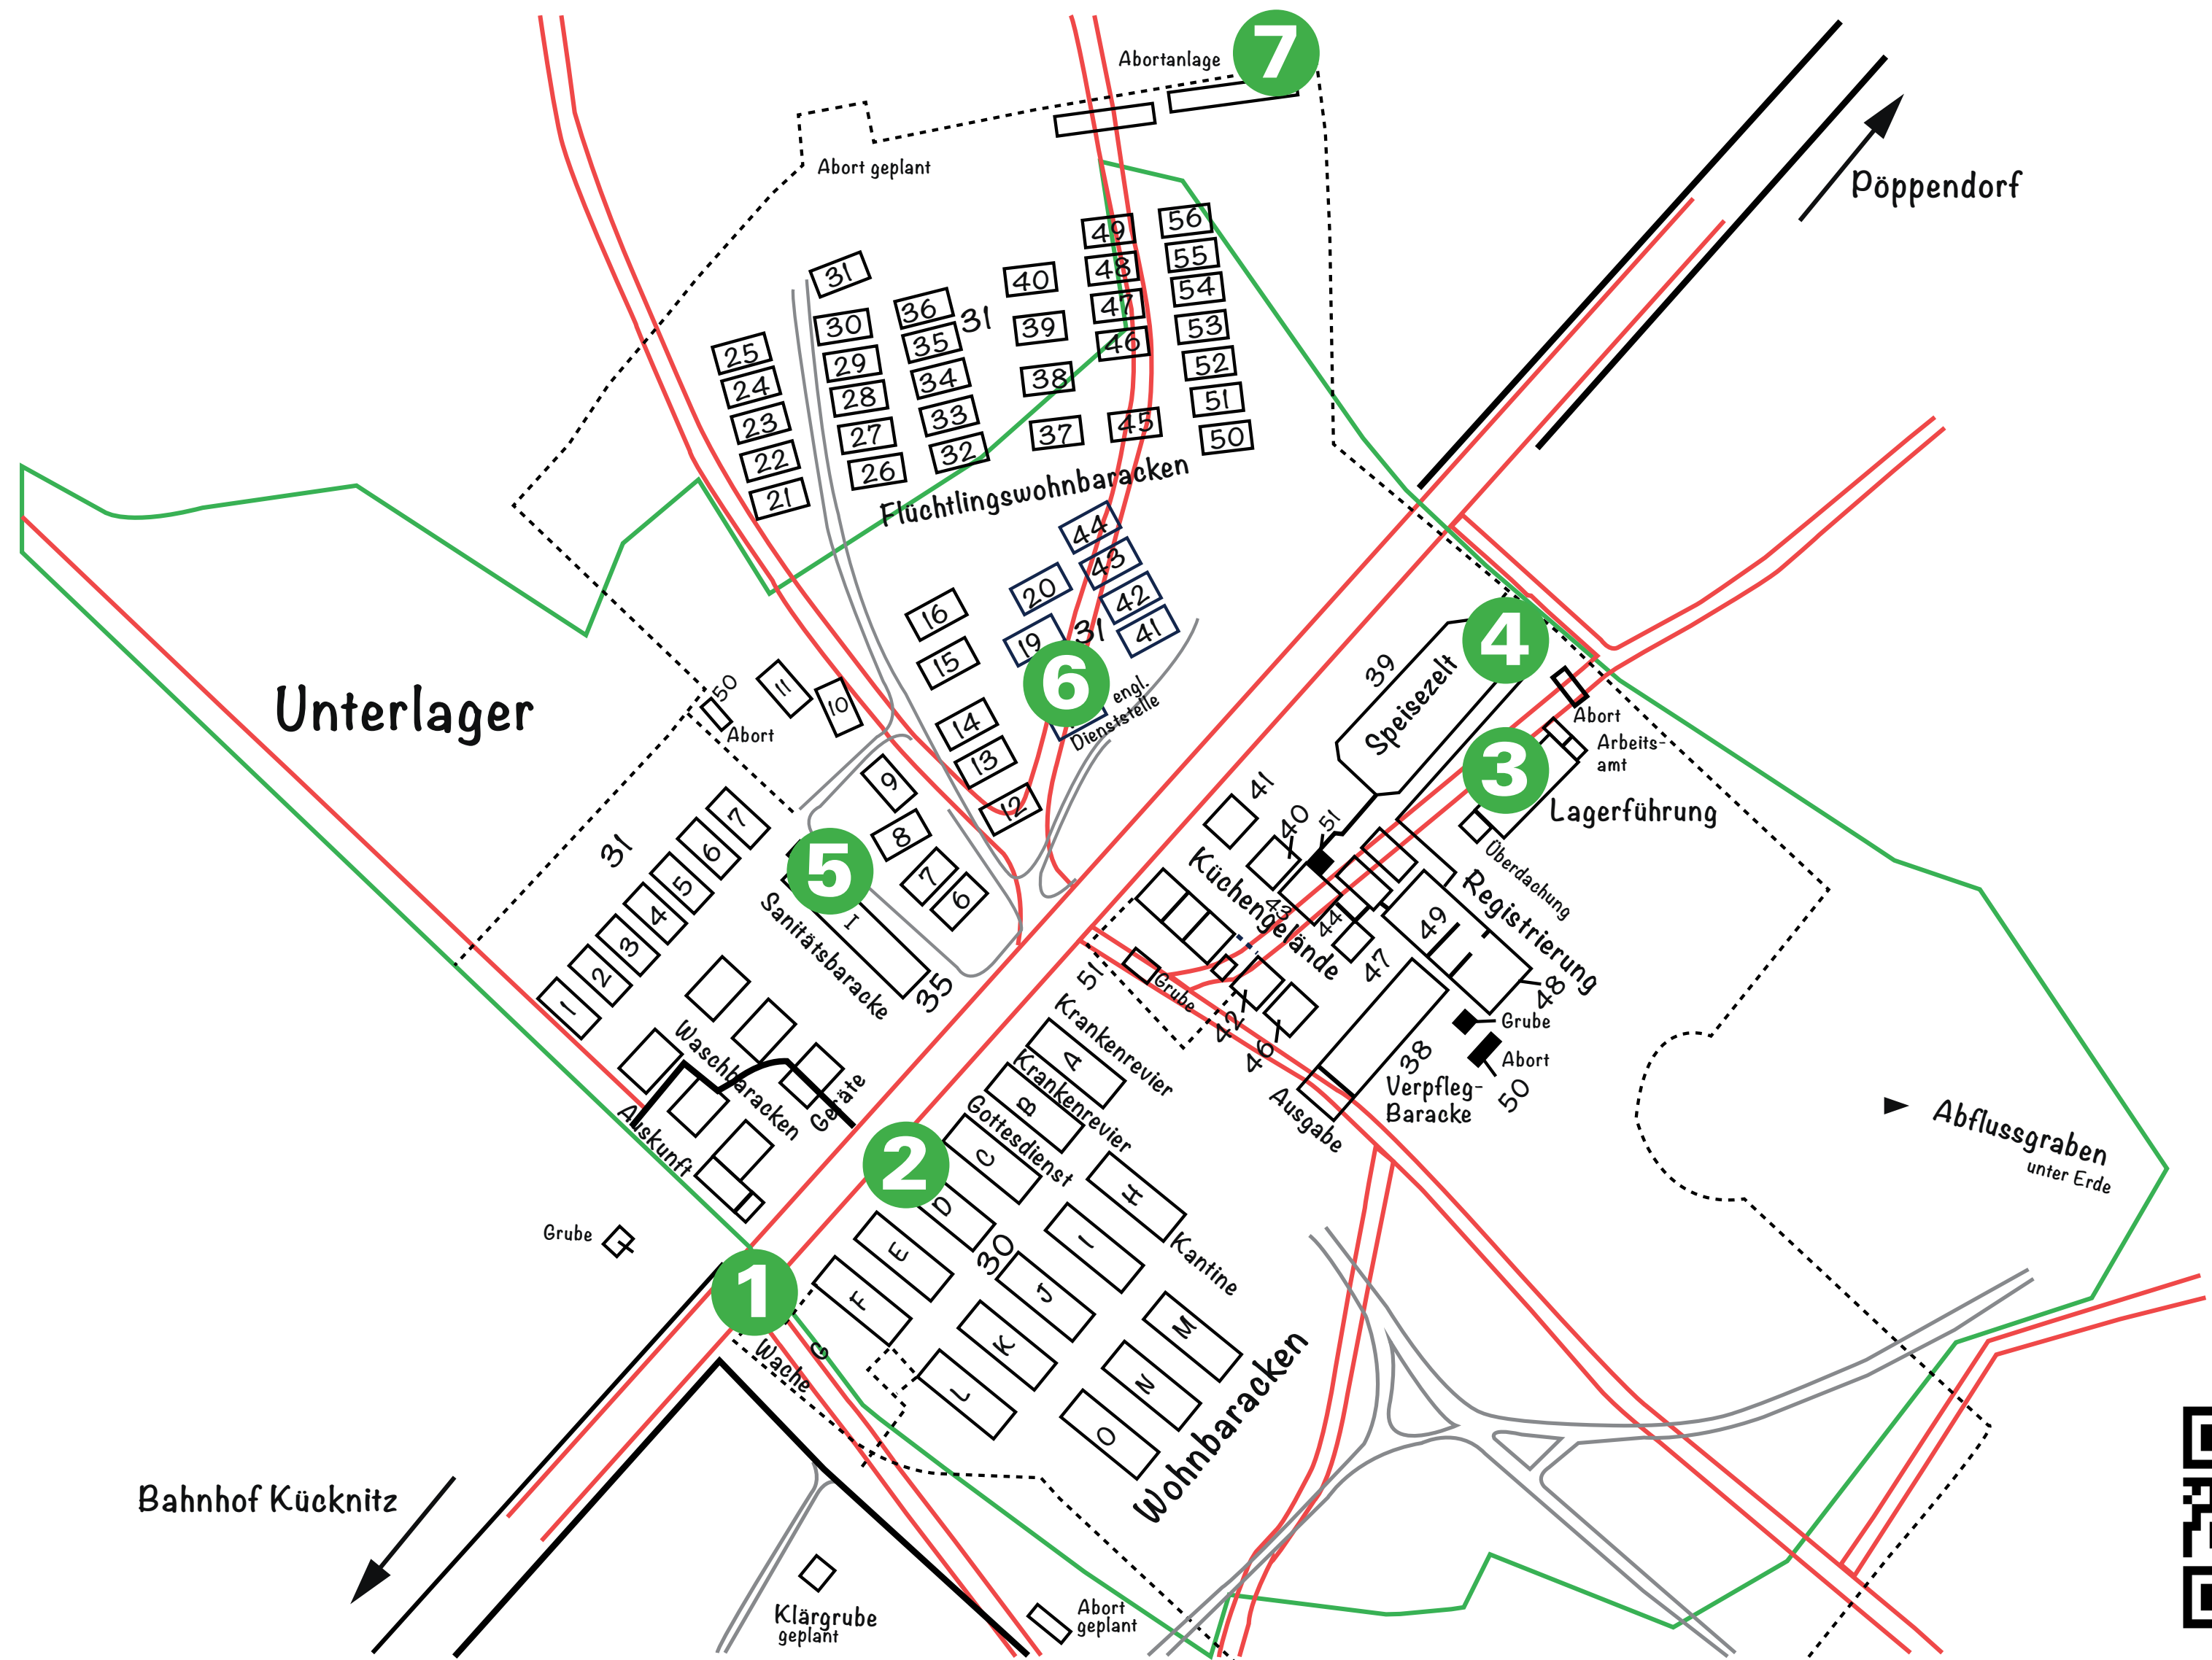 7
Abortanlage
Abort geplant
Pöppendorf
49
48
47
46
45
56
55
54
53
52
51
50
40
39
38
37
31
36
35
34
33
32
31
30
29
28
27
26
25
24
23
22
21
Flüchtlingswohnbaracken
44
43
42
41
20
19
31
6
engl.
Dienststelle
16
15
14
13
12
11
10
50
Abort
Unterlager
9
8
7
6
5
I
Sanitätsbaracke
35
31
7
6
5
4
3
2
1
Waschbaracken
Geräte
Auskunft
Grube
4
39
Speisezelt
Abort
3
Arbeits-
amt
Lagerführung
Überdachung
Registrierung
41
40
51
Küchengelände
43
44
49
47
48
Grube
Abort
50
38
Verpfleg-
Baracke
Ausgabe
42
46
51
Grube
Krankenrevier
A
Krankenrevier
B
Gottesdienst
C
2
D
E
F
G
30
H
I
J
K
L
Kantine
M
N
O
Wohnbaracken
1
Wache
Abflussgraben
unter Erde
Bahnhof Kücknitz
Klärgrube
geplant
Abort
geplant